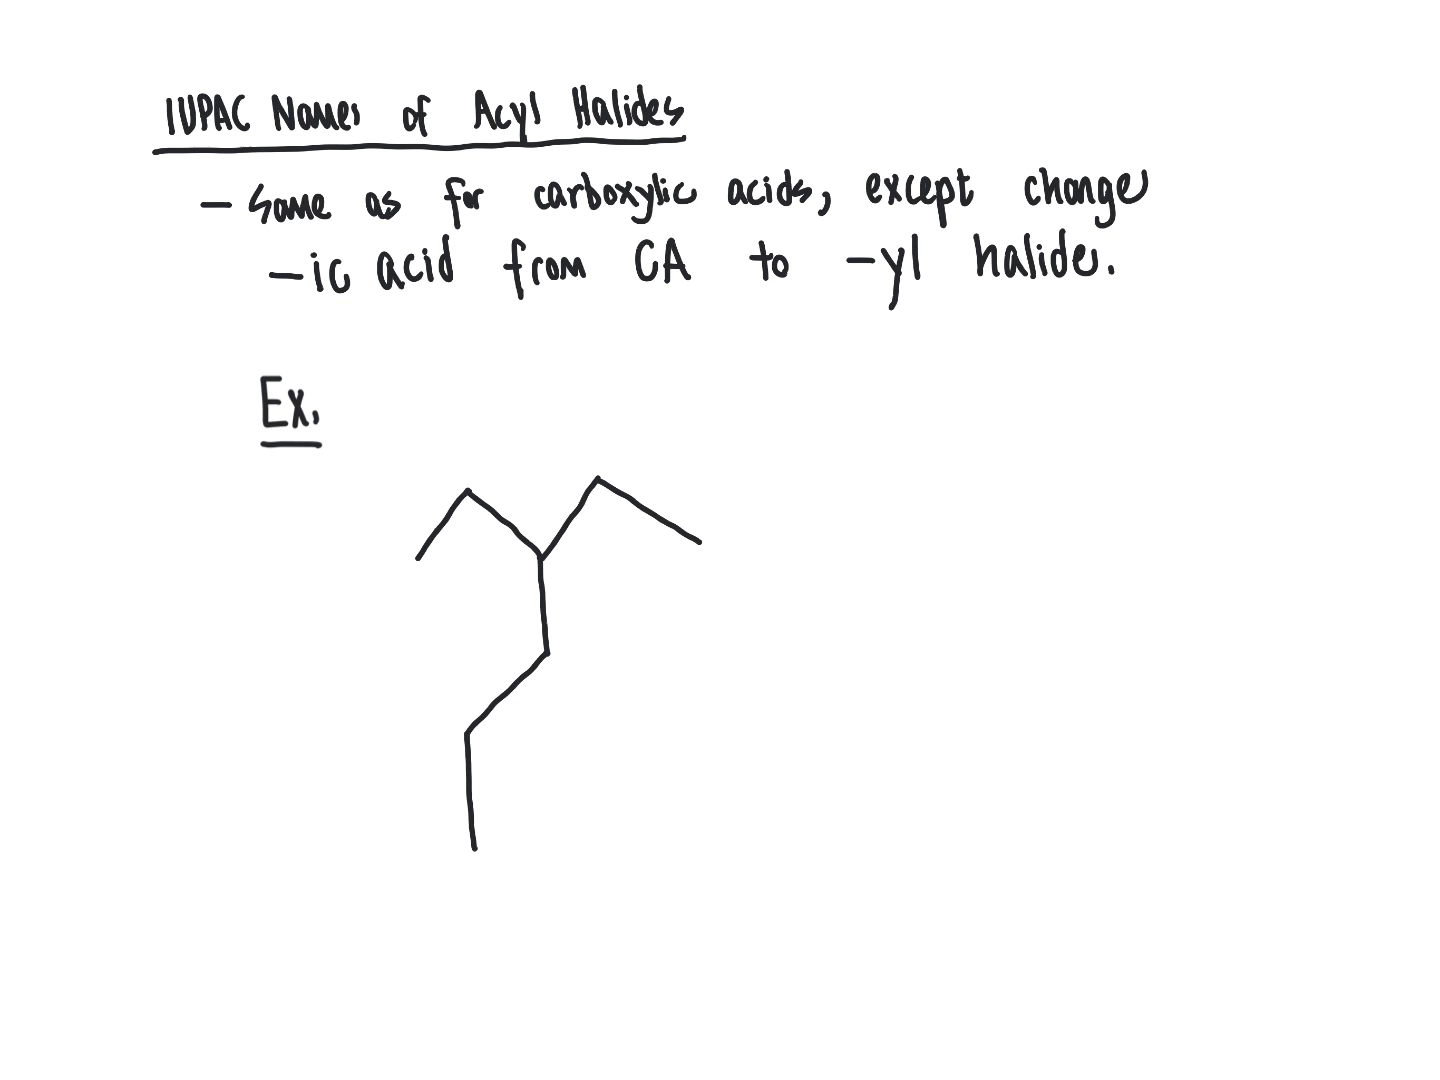 IUPAC Names of Acyl Halides
- same as for carboxylic acids, except change
-ic acid from CA to -yl halide.
Ex.